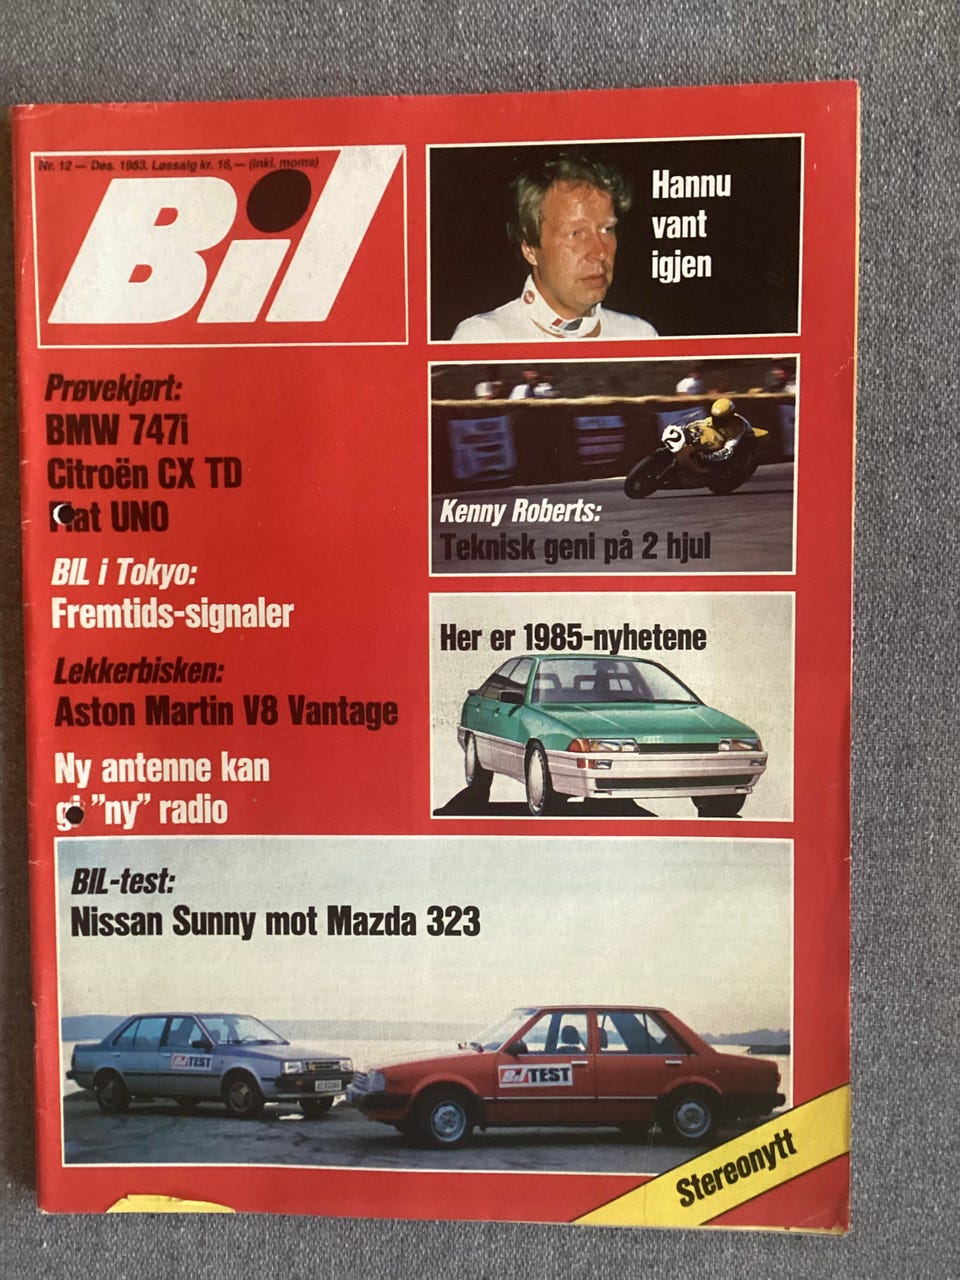 Nr. 12 — Des. 1983. Løssalg kr. 16,— (inkl. moms)
Bil
Hannu
vant
igjen
Prøvekjørt:
BMW 747i
Citroën CX TD
Fiat UNO
BIL i Tokyo:
Fremtids-signaler
Lekkerbisken:
Aston Martin V8 Vantage
Ny antenne kan
gi "ny" radio
2
Kenny Roberts:
Teknisk geni på 2 hjul
Her er 1985-nyhetene
BIL-test:
Nissan Sunny mot Mazda 323
Bil TEST
Bil TEST
Stereonytt